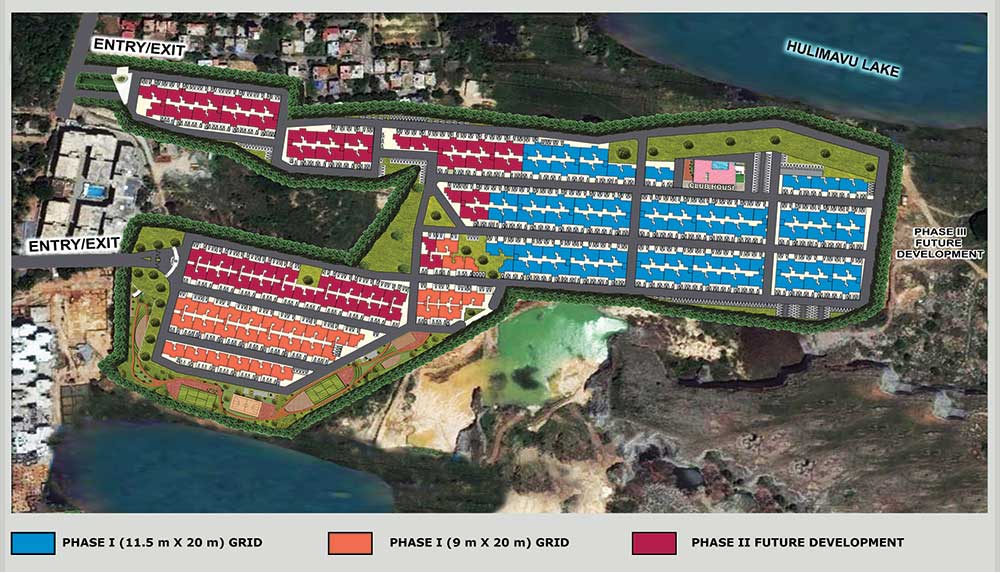 ENTRY/EXIT
HULIMAVU LAKE
CLUB HOUSE
ENTRY/EXIT
PHASE III
FUTURE
DEVELOPMENT
PHASE I (11.5 m X 20 m) GRID
PHASE I (9 m X 20 m) GRID
PHASE II FUTURE DEVELOPMENT